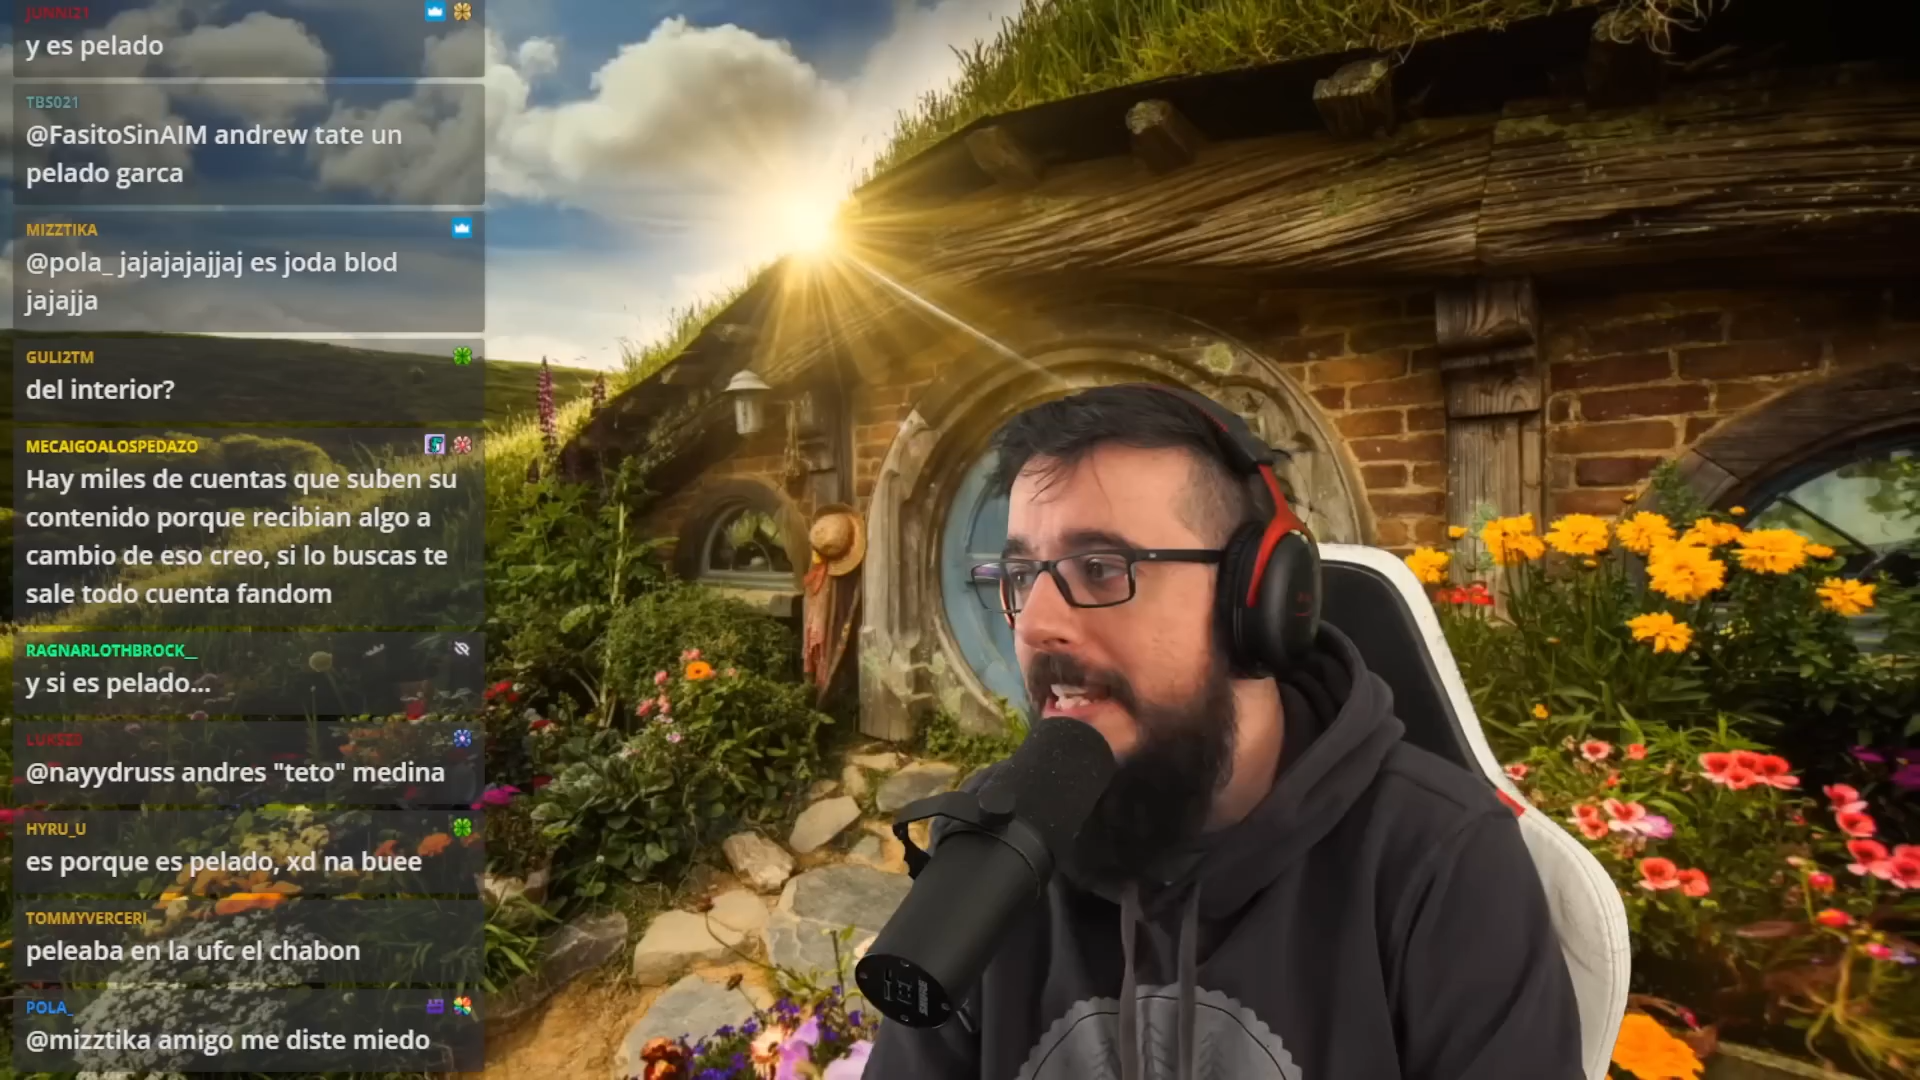 JUNNI21
y es pelado
TBS021
@FasitoSinAIM andrew tate un
pelado garca
MIZZTIKA
@pola_ jajajajajjaj es joda blod
jajajja
GULI2TM
del interior?
MECAIGOALOSPEDAZO
Hay miles de cuentas que suben su
contenido porque recibian algo a
cambio de eso creo, si lo buscas te
sale todo cuenta fandom
RAGNARLOTHBROCK__
y si es pelado...
@nayydruss andres "teto" medina
HYRU_U
es porque es pelado, xd na buee
TOMMYVERCERI
peleaba en la ufc el chabon
POLA_
@mizztika amigo me diste miedo
SHURE